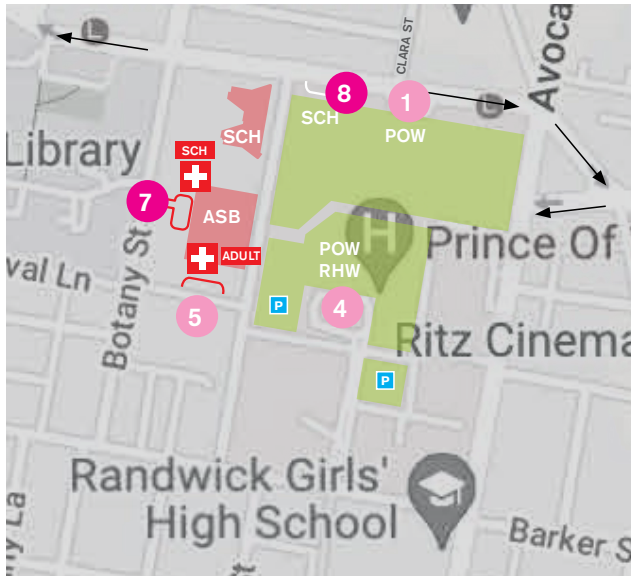 L
CLARA ST
Avoca
8
1
L
SCH
POW
SCH
Library
SCH
7
ASB
H
POW
RHW
Prince Of
ADULT
val Ln
Botany St
5
P
4
Ritz Cinema
P
Randwick Girls'
High School
Barker S
ny La